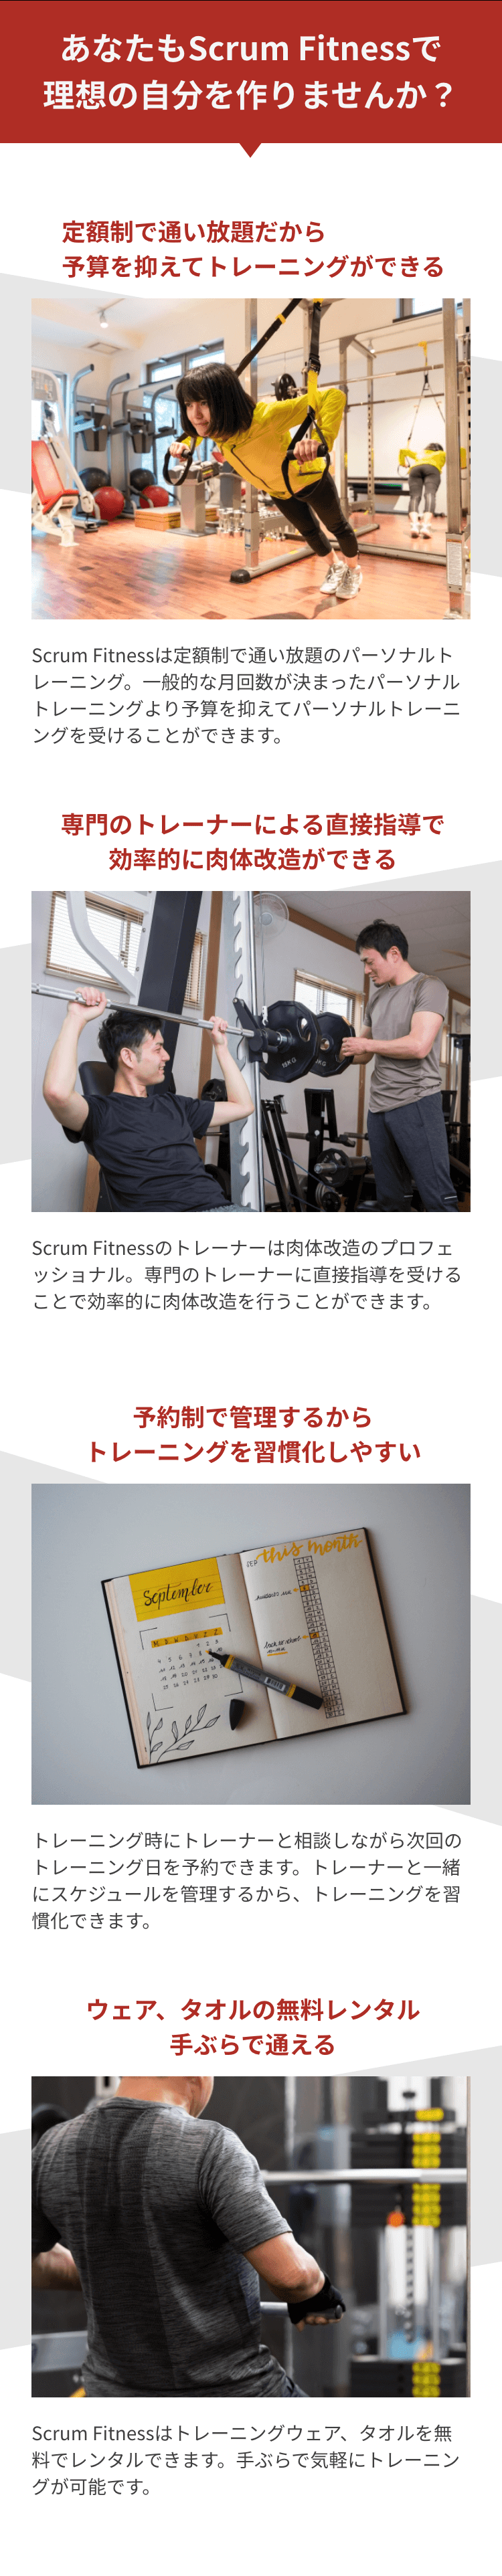 あなたもScrum Fitnessで
理想の自分を作りませんか？
定額制で通い放題だから
予算を抑えてトレーニングができる
Scrum Fitnessは定額制で通い放題のパーソナルト
レーニング。一般的な月回数が決まったパーソナル
トレーニングより予算を抑えてパーソナルトレーニ
ングを受けることができます。
専門のトレーナーによる直接指導で
効率的に肉体改造ができる
Scrum Fitnessのトレーナーは肉体改造のプロフェ
ッショナル。専門のトレーナーに直接指導を受ける
ことで効率的に肉体改造を行うことができます。
予約制で管理するから
トレーニングを習慣化しやすい
September
SEP this month
トレーニング時にトレーナーと相談しながら次回の
トレーニング日を予約できます。トレーナーと一緒
にスケジュールを管理するから、トレーニングを習
慣化できます。
ウェア、タオルの無料レンタル
手ぶらで通える
Scrum Fitnessはトレーニングウェア、タオルを無
料でレンタルできます。手ぶらで気軽にトレーニン
グが可能です。